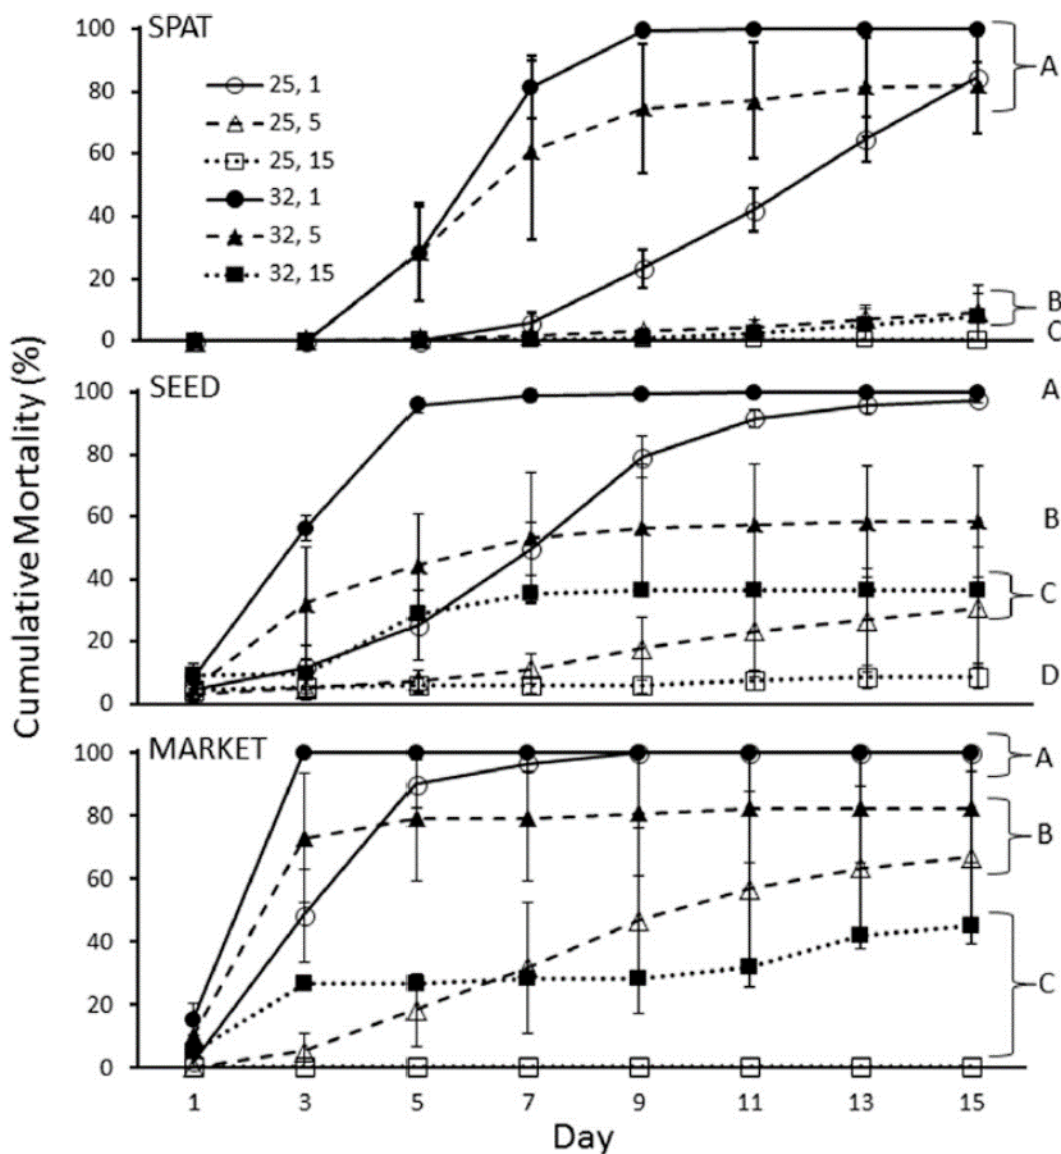 Cumulative Mortality (%)
SPAT
100
80
60
40
20
0
25, 1
25, 5
25, 15
32, 1
32, 5
32, 15
A
B
C
SEED
100
80
60
40
20
0
A
B
C
D
MARKET
100
80
60
40
20
0
A
B
C
1 3 5 7 9 11 13 15
Day